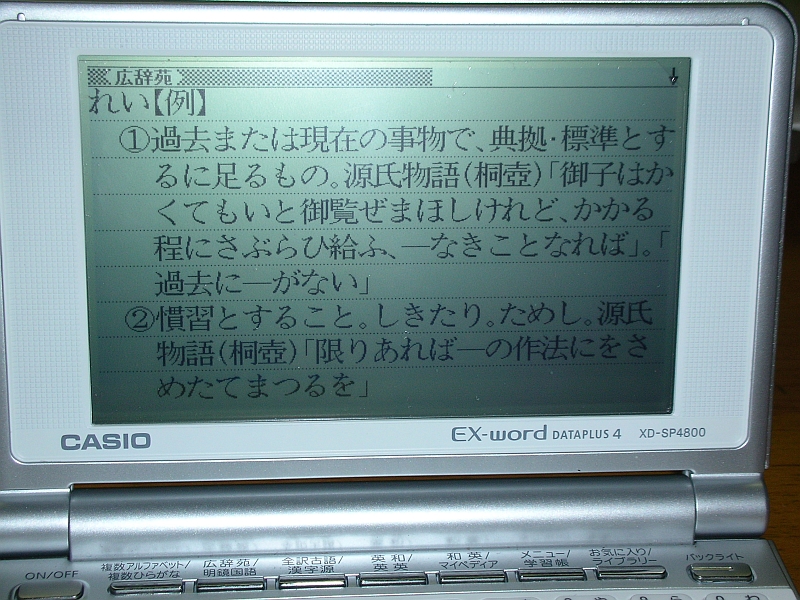 広辞苑
れい【例】
①過去または現在の事物で、典拠・標準とす
るに足るもの。源氏物語(桐壺)「御子はか
くてもいと御覧ぜまほしけれど、かかる
程にさぶらひ給ふ、―なきことなれば」。「
過去に―がない」
②慣習とすること。しきたり。ためし。源氏
物語(桐壺)「限りあれば―の作法にをさ
めたてまつるを」
CASIO
EX-word DATAPLUS 4 XD-SP4800
ON/OFF
複数アルファベット/
複数ひらがな
広辞苑/
明鏡国語
全訳古語/
漢字源
英和/
英英
和英/
マイペディア
メニュー/
学習帳
お気に入り/
ライブラリー
バックライト